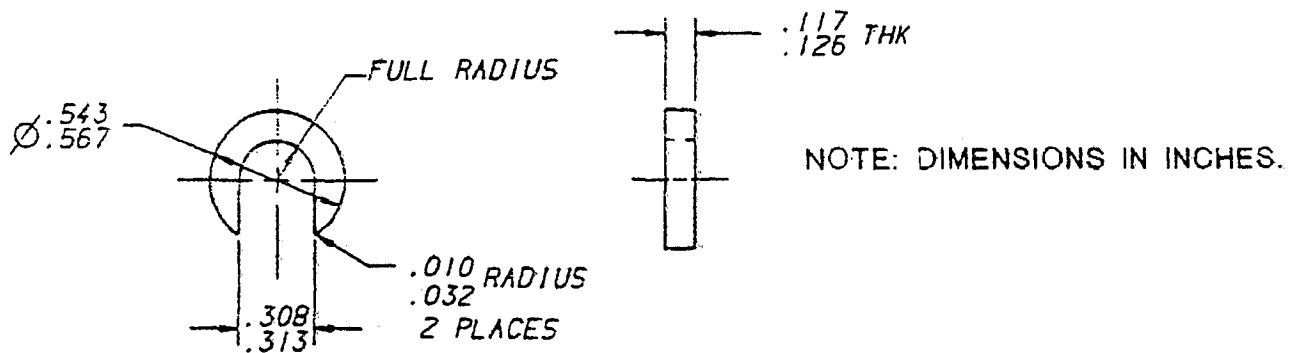 .117
.126 THK
FULL RADIUS
Ø.543
.567
NOTE: DIMENSIONS IN INCHES.
.010 RADIUS
.032
2 PLACES
.308
.313